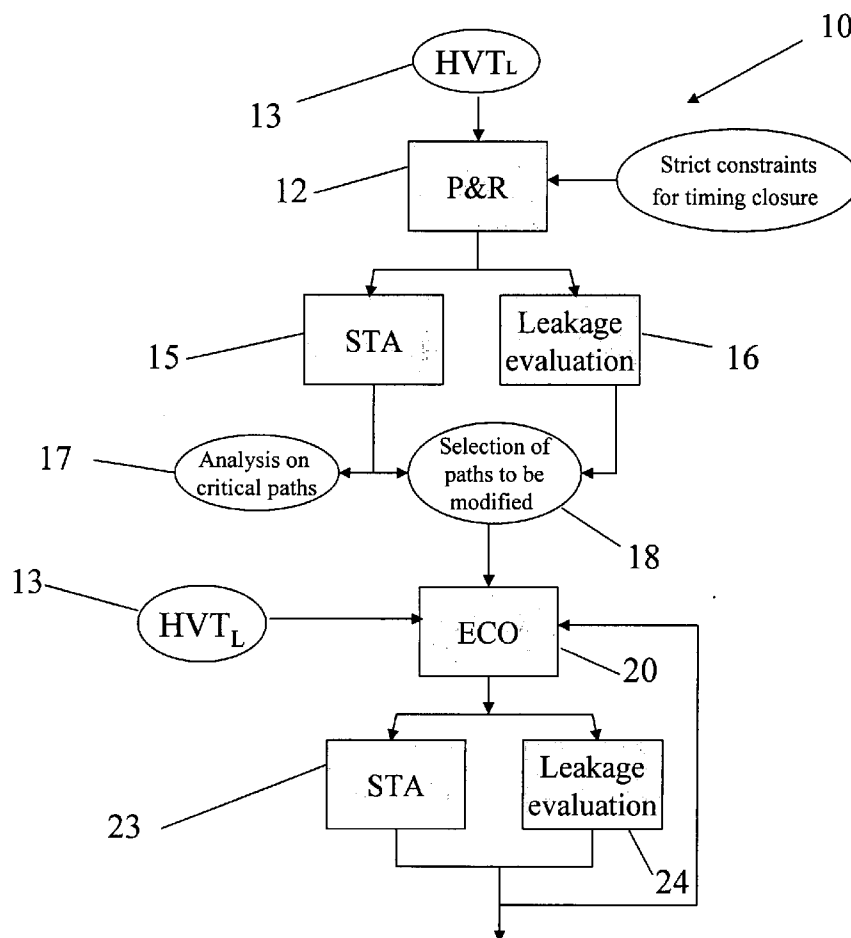 10
HVTL
13
Strict constraints
for timing closure
12
P&R
15
STA
Leakage
evaluation
16
17
Analysis on
critical paths
Selection of
paths to be
modified
18
13
HVTL
ECO
20
23
STA
Leakage
evaluation
24